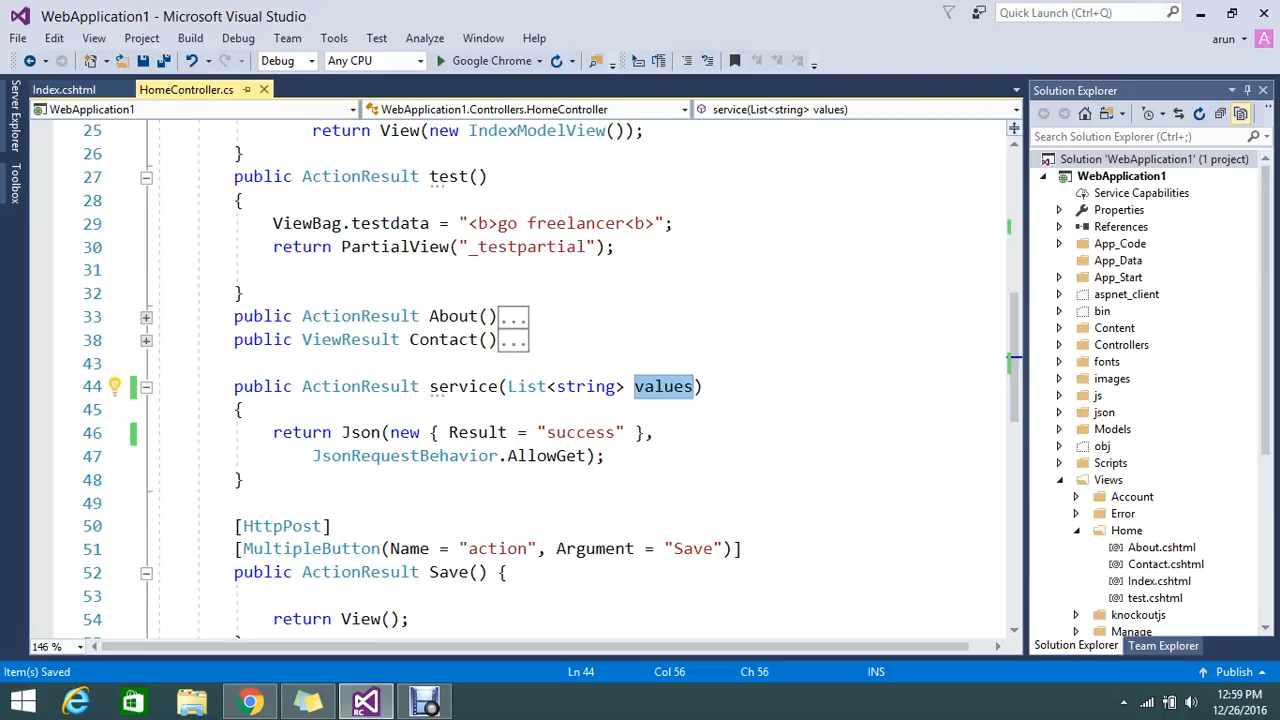 WebApplication1 - Microsoft Visual Studio
Quick Launch (Ctrl+Q)
File Edit View Project Build Debug Team Tools Test Analyze Window Help
arun A
Debug Any CPU Google Chrome
Server Explorer
Toolbox
Index.cshtml HomeController.cs
WebApplication1 WebApplication1.Controllers.HomeController service(List<string> values)
25 return View(new IndexModelView());
26 }
27 public ActionResult test()
28 {
29 ViewBag.testdata = "<b>go freelancer<b>";
30 return PartialView("_testpartial");
31
32 }
33 public ActionResult About()...
38 public ViewResult Contact()...
43
44 public ActionResult service(List<string> values)
45 {
46 return Json(new { Result = "success" },
47 JsonRequestBehavior.AllowGet);
48 }
49
50 [HttpPost]
51 [MultipleButton(Name = "action", Argument = "Save")]
52 public ActionResult Save() {
54 return View();
146 %
Solution Explorer
Search Solution Explorer (Ctrl+;)
Solution 'WebApplication1' (1 project)
WebApplication1
Service Capabilities
Properties
References
App_Code
App_Data
App_Start
aspnet_client
bin
Content
Controllers
fonts
images
js
json
Models
obj
Scripts
Views
Account
Error
Home
About.cshtml
Contact.cshtml
Index.cshtml
test.cshtml
knockoutjs
Manage
Solution Explorer Team Explorer
Item(s) Saved Ln 44 Col 56 Ch 56 INS Publish
RC
12:59 PM
12/26/2016